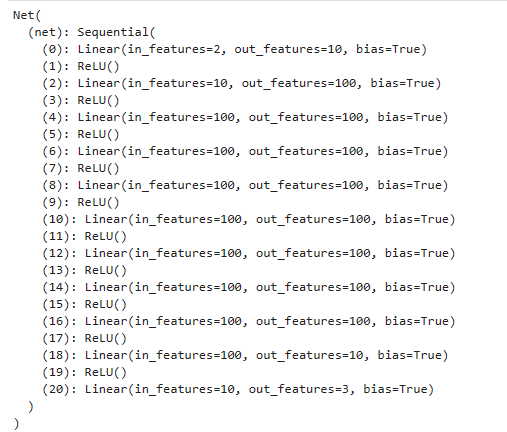 Net(
  (net): Sequential(
    (0): Linear(in_features=2, out_features=10, bias=True)
    (1): ReLU()
    (2): Linear(in_features=10, out_features=100, bias=True)
    (3): ReLU()
    (4): Linear(in_features=100, out_features=100, bias=True)
    (5): ReLU()
    (6): Linear(in_features=100, out_features=100, bias=True)
    (7): ReLU()
    (8): Linear(in_features=100, out_features=100, bias=True)
    (9): ReLU()
    (10): Linear(in_features=100, out_features=100, bias=True)
    (11): ReLU()
    (12): Linear(in_features=100, out_features=100, bias=True)
    (13): ReLU()
    (14): Linear(in_features=100, out_features=100, bias=True)
    (15): ReLU()
    (16): Linear(in_features=100, out_features=100, bias=True)
    (17): ReLU()
    (18): Linear(in_features=100, out_features=10, bias=True)
    (19): ReLU()
    (20): Linear(in_features=10, out_features=3, bias=True)
  )
)